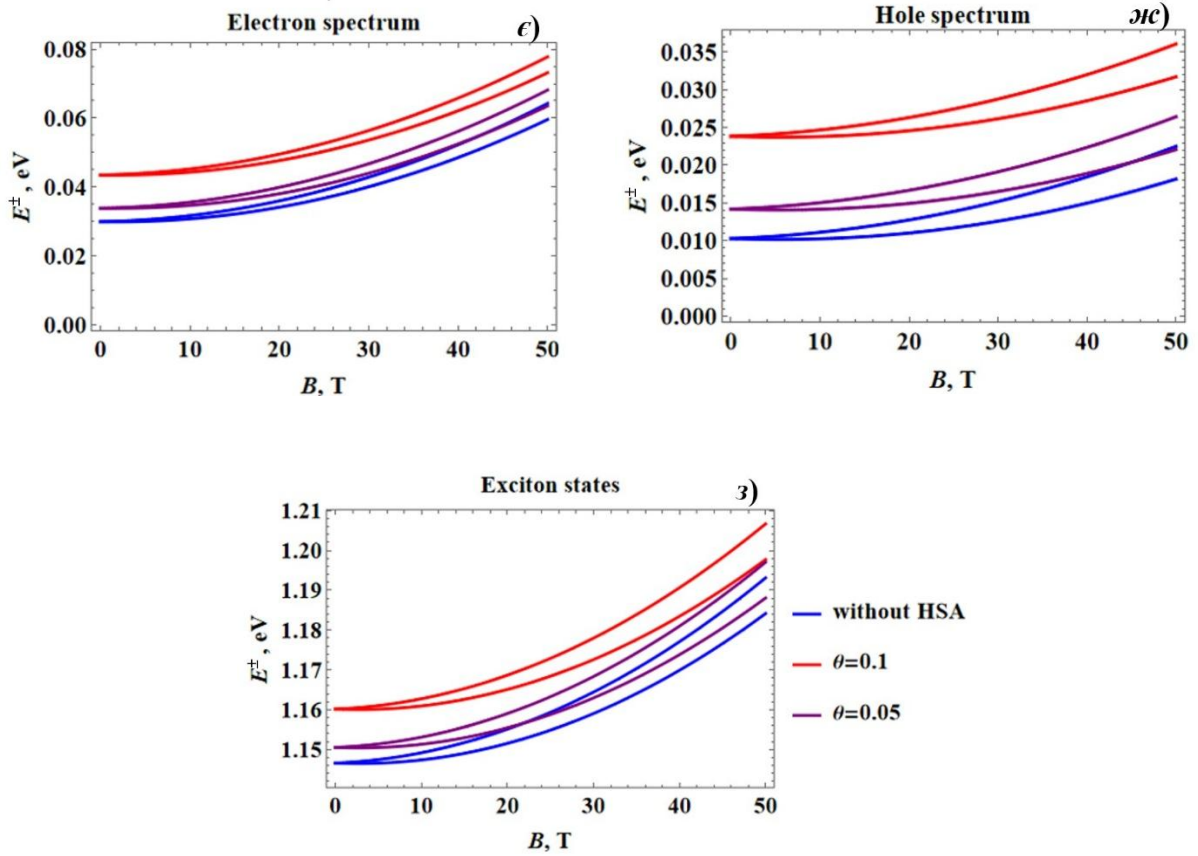 Electron spectrum є)
0.08
0.06
0.04
0.02
0.00
E±, eV
0 10 20 30 40 50
B, T
Hole spectrum ж)
0.035
0.030
0.025
0.020
0.015
0.010
0.005
0.000
E±, eV
0 10 20 30 40 50
B, T
Exciton states з)
1.21
1.20
1.19
1.18
1.17
1.16
1.15
E±, eV
0 10 20 30 40 50
B, T
without HSA
θ=0.1
θ=0.05